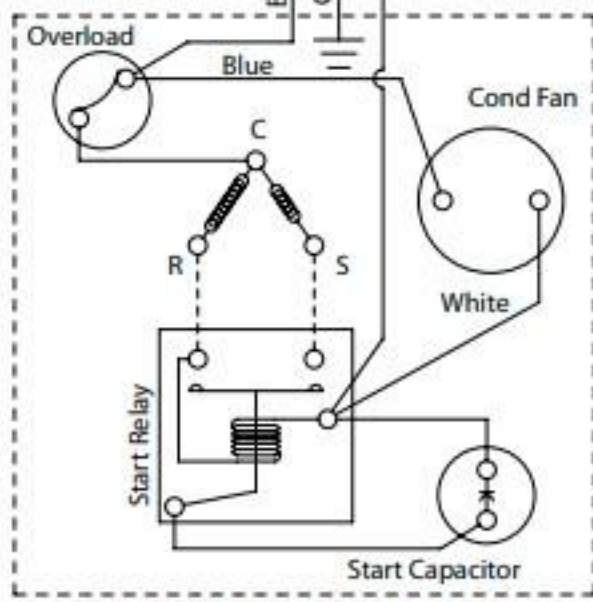 Overload
Blue
Cond Fan
C
R
S
White
Start Relay
Start Capacitor